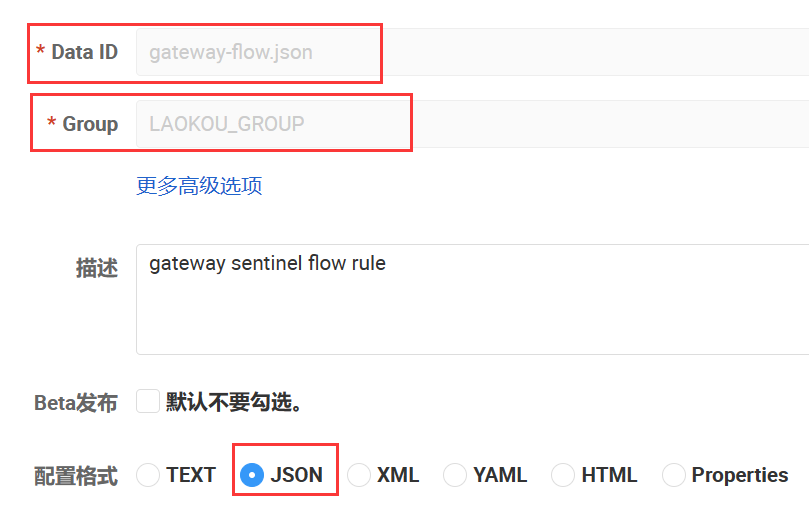 * Data ID gateway-flow.json
* Group LAOKOU_GROUP
更多高级选项
描述 gateway sentinel flow rule
Beta发布 默认不要勾选。
配置格式 TEXT JSON XML YAML HTML Properties